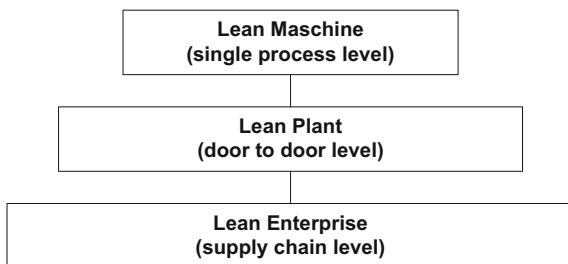 Lean Maschine
(single process level)
Lean Plant
(door to door level)
Lean Enterprise
(supply chain level)